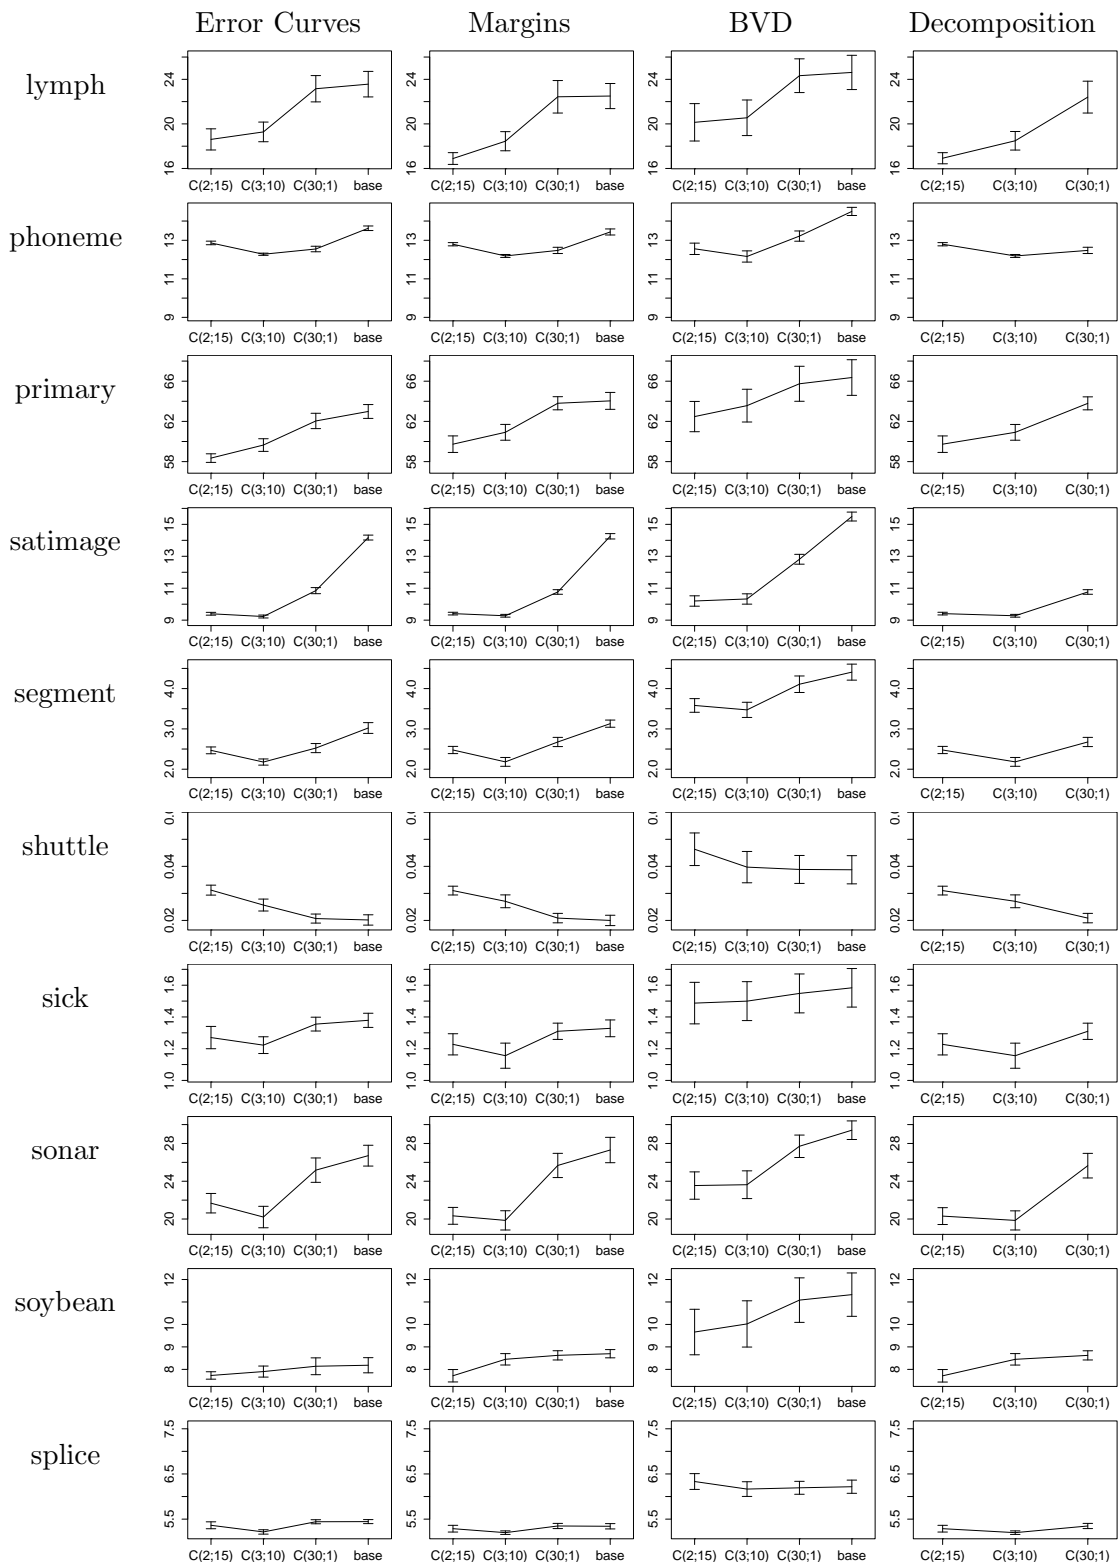 Error Curves Margins BVD Decomposition
lymph
24 24 24 24
20 20 20 20
16 16 16 16
C(2;15) C(3;10) C(30;1) base C(2;15) C(3;10) C(30;1) base C(2;15) C(3;10) C(30;1) base C(2;15) C(3;10) C(30;1)
phoneme
13 13 13 13
11 11 11 11
9 9 9 9
C(2;15) C(3;10) C(30;1) base C(2;15) C(3;10) C(30;1) base C(2;15) C(3;10) C(30;1) base C(2;15) C(3;10) C(30;1)
primary
66 66 66 66
62 62 62 62
58 58 58 58
C(2;15) C(3;10) C(30;1) base C(2;15) C(3;10) C(30;1) base C(2;15) C(3;10) C(30;1) base C(2;15) C(3;10) C(30;1)
satimage
15 15 15 15
13 13 13 13
11 11 11 11
9 9 9 9
C(2;15) C(3;10) C(30;1) base C(2;15) C(3;10) C(30;1) base C(2;15) C(3;10) C(30;1) base C(2;15) C(3;10) C(30;1)
segment
4.0 4.0 4.0 4.0
3.0 3.0 3.0 3.0
2.0 2.0 2.0 2.0
C(2;15) C(3;10) C(30;1) base C(2;15) C(3;10) C(30;1) base C(2;15) C(3;10) C(30;1) base C(2;15) C(3;10) C(30;1)
shuttle
0.04 0.04 0.04 0.04
0.02 0.02 0.02 0.02
C(2;15) C(3;10) C(30;1) base C(2;15) C(3;10) C(30;1) base C(2;15) C(3;10) C(30;1) base C(2;15) C(3;10) C(30;1)
sick
1.6 1.6 1.6 1.6
1.4 1.4 1.4 1.4
1.2 1.2 1.2 1.2
1.0 1.0 1.0 1.0
C(2;15) C(3;10) C(30;1) base C(2;15) C(3;10) C(30;1) base C(2;15) C(3;10) C(30;1) base C(2;15) C(3;10) C(30;1)
sonar
28 28 28 28
24 24 24 24
20 20 20 20
C(2;15) C(3;10) C(30;1) base C(2;15) C(3;10) C(30;1) base C(2;15) C(3;10) C(30;1) base C(2;15) C(3;10) C(30;1)
soybean
12 12 12 12
10 10 10 10
9 9 9 9
8 8 8 8
C(2;15) C(3;10) C(30;1) base C(2;15) C(3;10) C(30;1) base C(2;15) C(3;10) C(30;1) base C(2;15) C(3;10) C(30;1)
splice
7.5 7.5 7.5 7.5
6.5 6.5 6.5 6.5
5.5 5.5 5.5 5.5
C(2;15) C(3;10) C(30;1) base C(2;15) C(3;10) C(30;1) base C(2;15) C(3;10) C(30;1) base C(2;15) C(3;10) C(30;1)